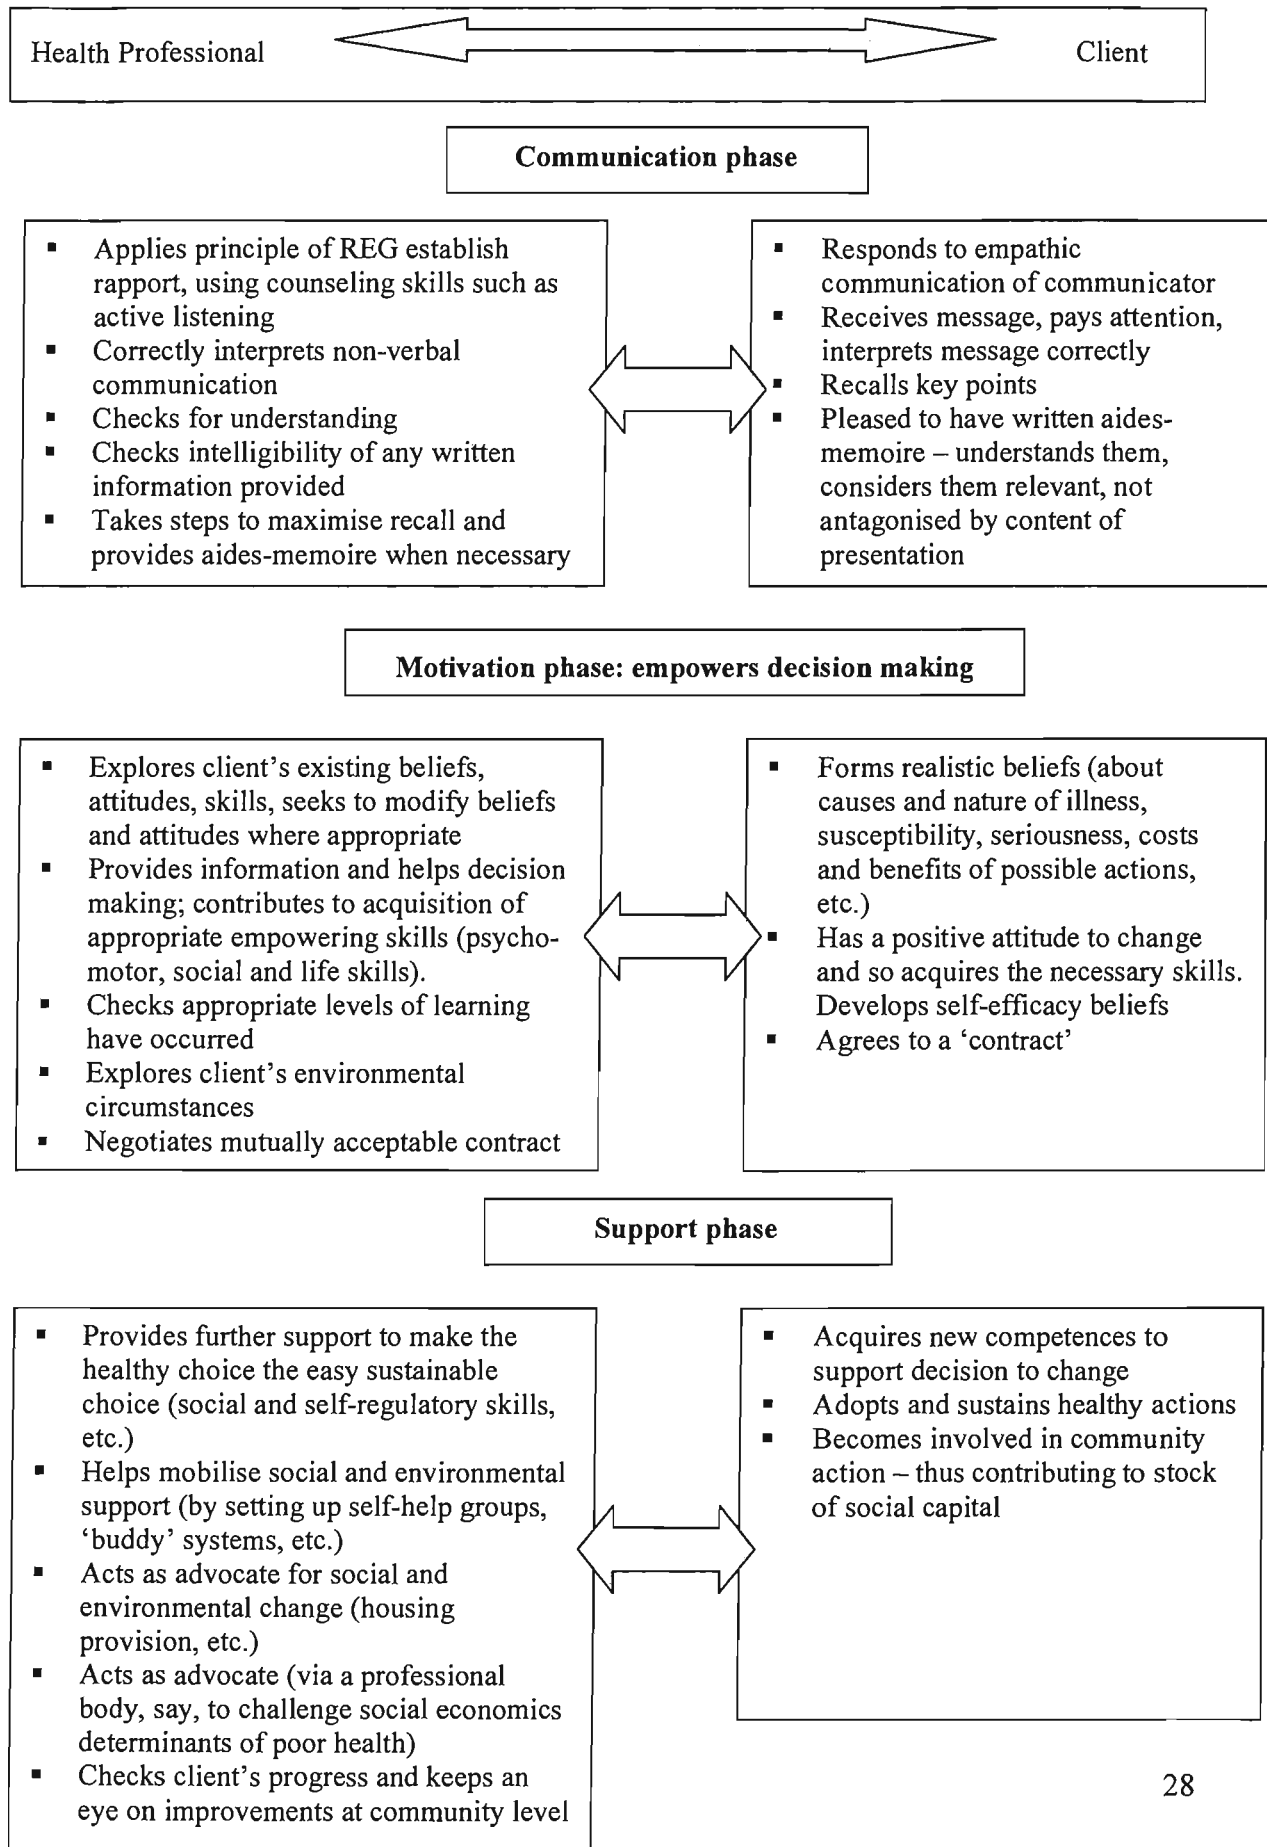 Health Professional
Client
Communication phase
▪ Applies principle of REG establish
rapport, using counseling skills such as
active listening
▪ Correctly interprets non-verbal
communication
▪ Checks for understanding
▪ Checks intelligibility of any written
information provided
▪ Takes steps to maximise recall and
provides aides-memoire when necessary
▪ Responds to empathic
communication of communicator
▪ Receives message, pays attention,
interprets message correctly
▪ Recalls key points
▪ Pleased to have written aides-
memoire – understands them,
considers them relevant, not
antagonised by content of
presentation
Motivation phase: empowers decision making
▪ Explores client's existing beliefs,
attitudes, skills, seeks to modify beliefs
and attitudes where appropriate
▪ Provides information and helps decision
making; contributes to acquisition of
appropriate empowering skills (psycho-
motor, social and life skills).
▪ Checks appropriate levels of learning
have occurred
▪ Explores client's environmental
circumstances
▪ Negotiates mutually acceptable contract
▪ Forms realistic beliefs (about
causes and nature of illness,
susceptibility, seriousness, costs
and benefits of possible actions,
etc.)
▪ Has a positive attitude to change
and so acquires the necessary skills.
Develops self-efficacy beliefs
▪ Agrees to a ‘contract’
Support phase
▪ Provides further support to make the
healthy choice the easy sustainable
choice (social and self-regulatory skills,
etc.)
▪ Helps mobilise social and environmental
support (by setting up self-help groups,
‘buddy’ systems, etc.)
▪ Acts as advocate for social and
environmental change (housing
provision, etc.)
▪ Acts as advocate (via a professional
body, say, to challenge social economics
determinants of poor health)
▪ Checks client's progress and keeps an
eye on improvements at community level
▪ Acquires new competences to
support decision to change
▪ Adopts and sustains healthy actions
▪ Becomes involved in community
action – thus contributing to stock
of social capital
28